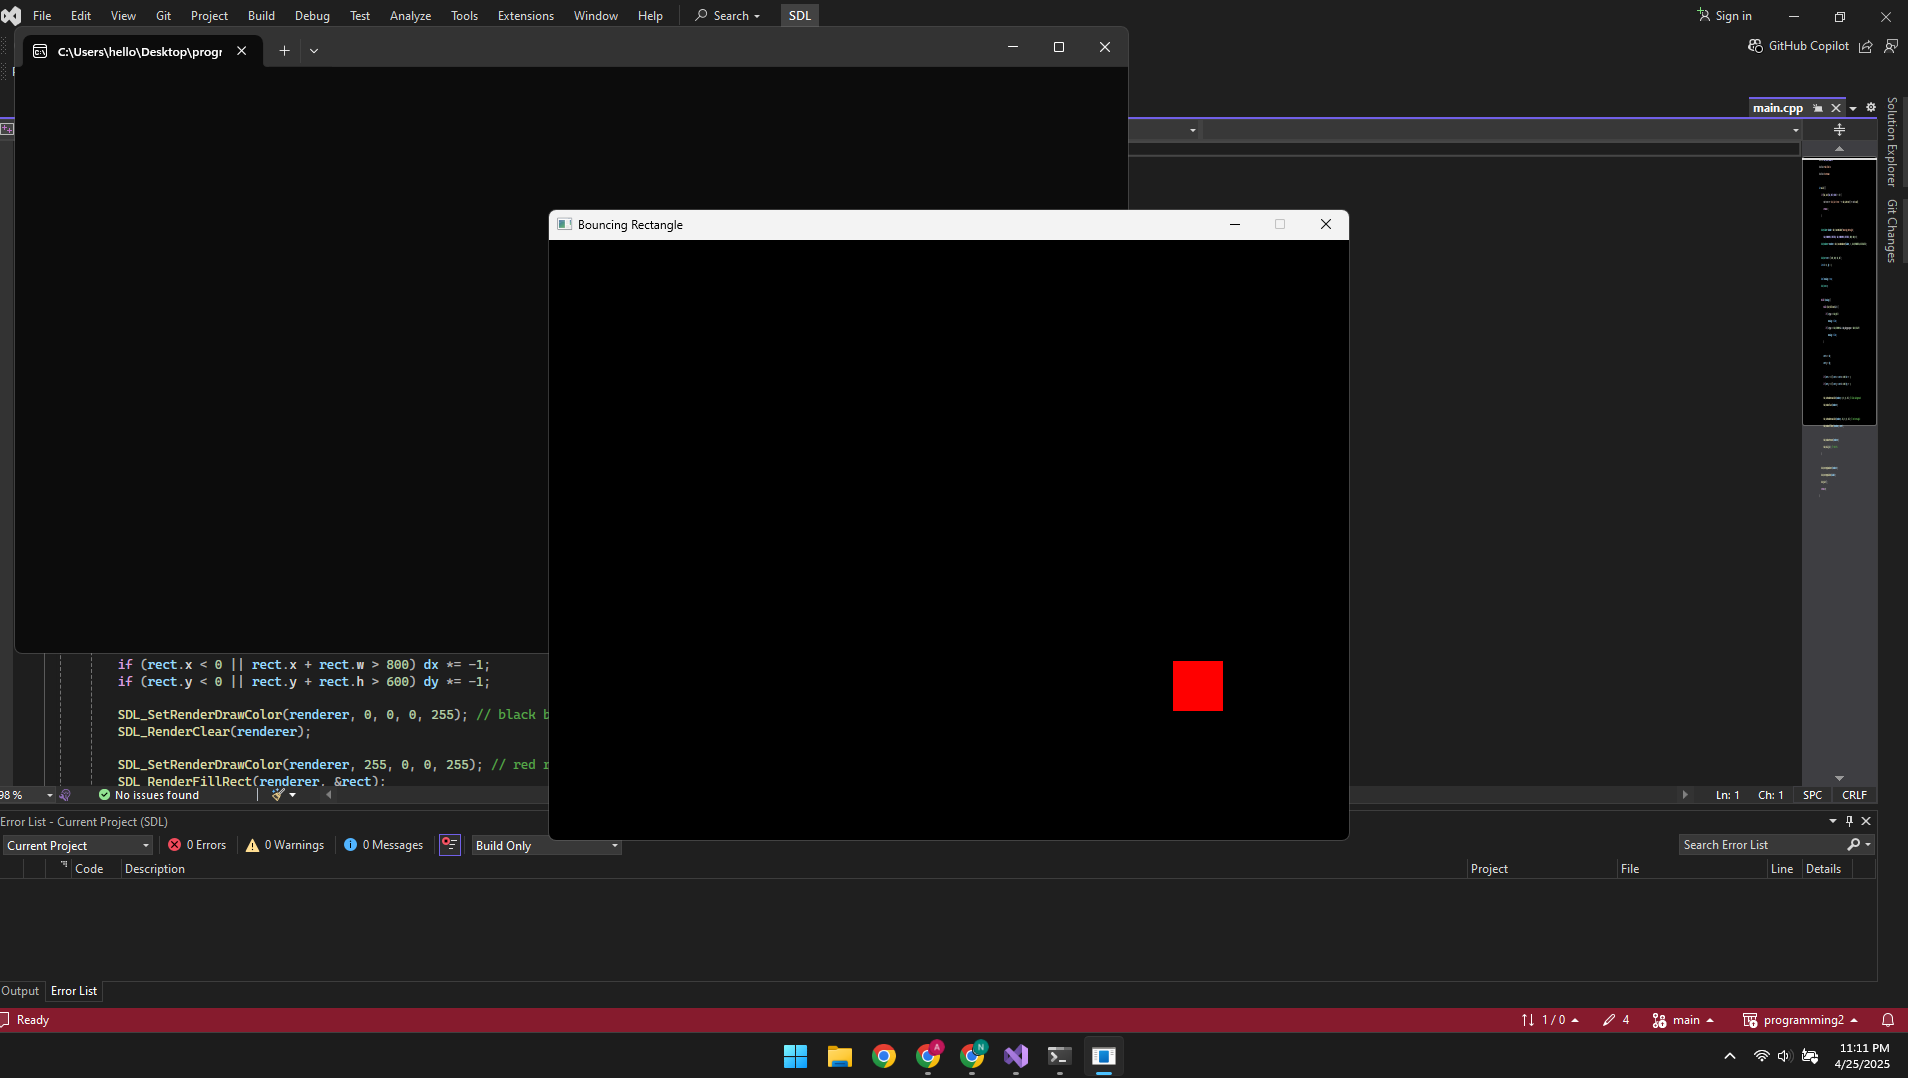 File Edit View Git Project Build Debug Test Analyze Tools Extensions Window Help Search SDL Sign in
C:\Users\hello\Desktop\progr
GitHub Copilot
main.cpp
Solution Explorer
Git Changes
Bouncing Rectangle
if (rect.x < 0 || rect.x + rect.w > 800) dx *= -1;
if (rect.y < 0 || rect.y + rect.h > 600) dy *= -1;
SDL_SetRenderDrawColor(renderer, 0, 0, 0, 255); // black b
SDL_RenderClear(renderer);
SDL_SetRenderDrawColor(renderer, 255, 0, 0, 255); // red r
SDL_RenderFillRect(renderer, &rect);
98 % No issues found Ln: 1 Ch: 1 SPC CRLF
Error List - Current Project (SDL)
Current Project 0 Errors 0 Warnings 0 Messages Build Only Search Error List
Code Description Project File Line Details
Output Error List
Ready 1 / 0 4 main programming2
A N
11:11 PM
4/25/2025